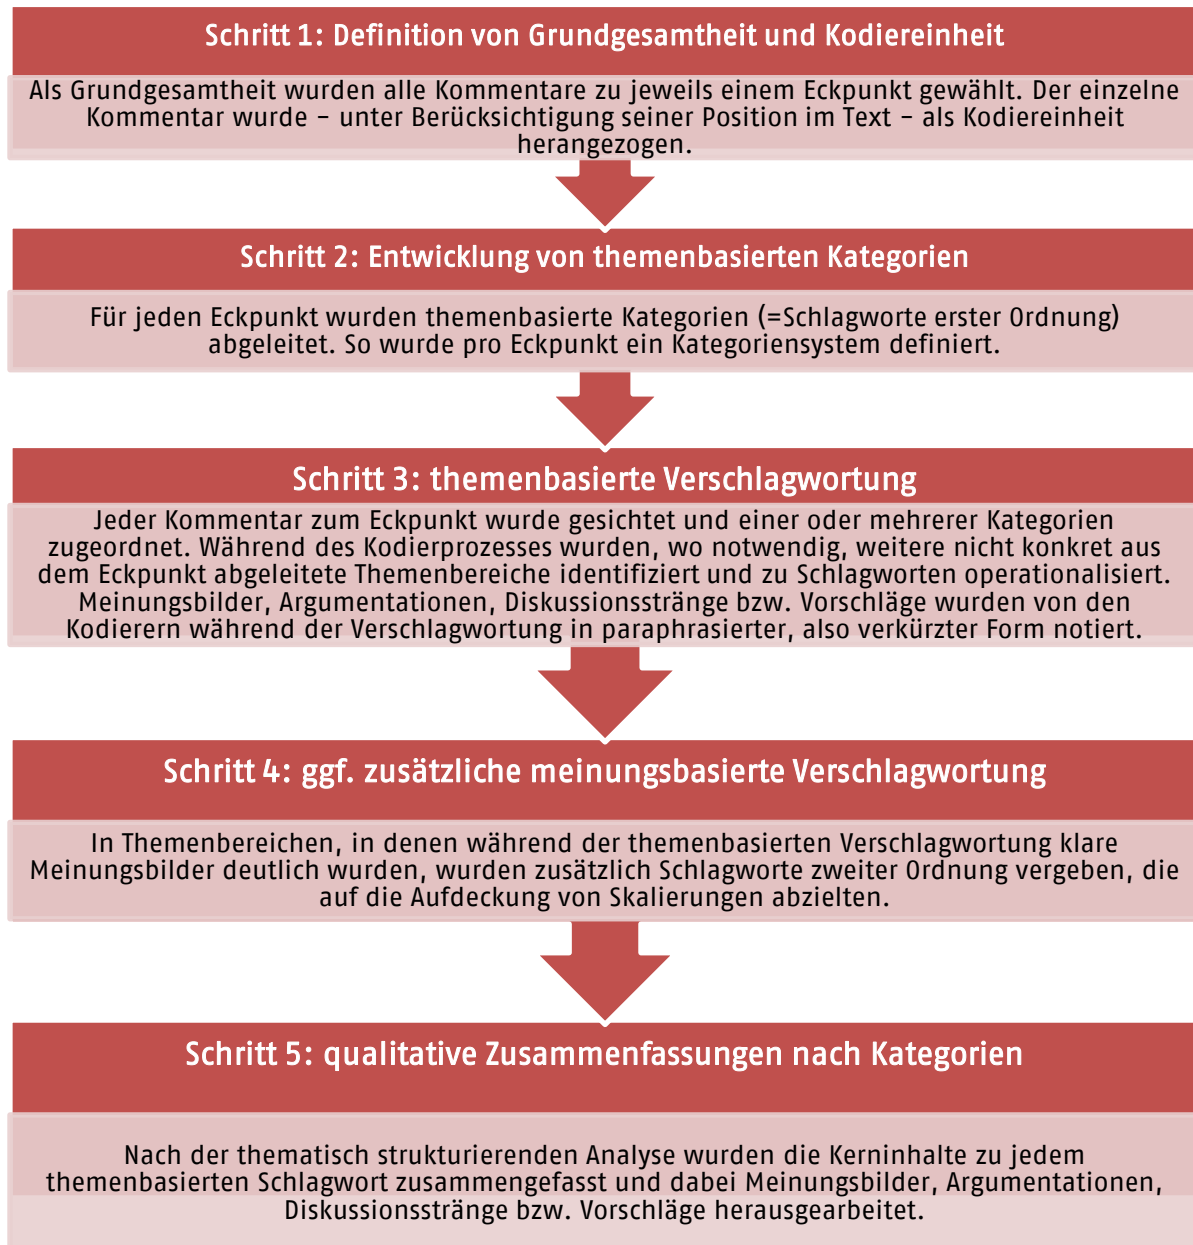 Schritt 1: Definition von Grundgesamtheit und Kodiereinheit
Als Grundgesamtheit wurden alle Kommentare zu jeweils einem Eckpunkt gewählt. Der einzelne
Kommentar wurde – unter Berücksichtigung seiner Position im Text – als Kodiereinheit
herangezogen.
Schritt 2: Entwicklung von themenbasierten Kategorien
Für jeden Eckpunkt wurden themenbasierte Kategorien (=Schlagworte erster Ordnung)
abgeleitet. So wurde pro Eckpunkt ein Kategoriensystem definiert.
Schritt 3: themenbasierte Verschlagwortung
Jeder Kommentar zum Eckpunkt wurde gesichtet und einer oder mehrerer Kategorien
zugeordnet. Während des Kodierprozesses wurden, wo notwendig, weitere nicht konkret aus
dem Eckpunkt abgeleitete Themenbereiche identifiziert und zu Schlagworten operationalisiert.
Meinungsbilder, Argumentationen, Diskussionsstränge bzw. Vorschläge wurden von den
Kodierern während der Verschlagwortung in paraphrasierter, also verkürzter Form notiert.
Schritt 4: ggf. zusätzliche meinungsbasierte Verschlagwortung
In Themenbereichen, in denen während der themenbasierten Verschlagwortung klare
Meinungsbilder deutlich wurden, wurden zusätzlich Schlagworte zweiter Ordnung vergeben, die
auf die Aufdeckung von Skalierungen abzielten.
Schritt 5: qualitative Zusammenfassungen nach Kategorien
Nach der thematisch strukturierenden Analyse wurden die Kerninhalte zu jedem
themenbasierten Schlagwort zusammengefasst und dabei Meinungsbilder, Argumentationen,
Diskussionsstränge bzw. Vorschläge herausgearbeitet.